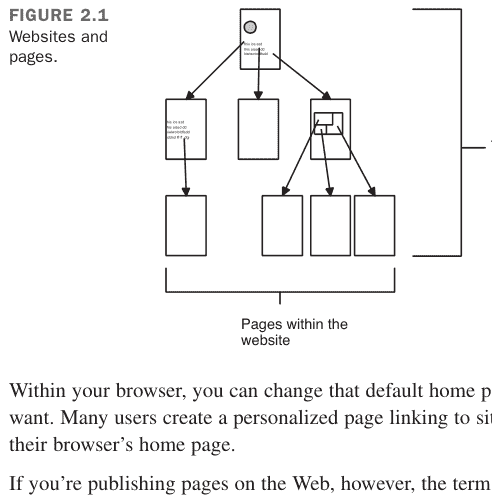 FIGURE 2.1
Websites and
pages.
Pages within the
website
Within your browser, you can change that default home p
want. Many users create a personalized page linking to sit
their browser's home page.
If you're publishing pages on the Web, however, the term